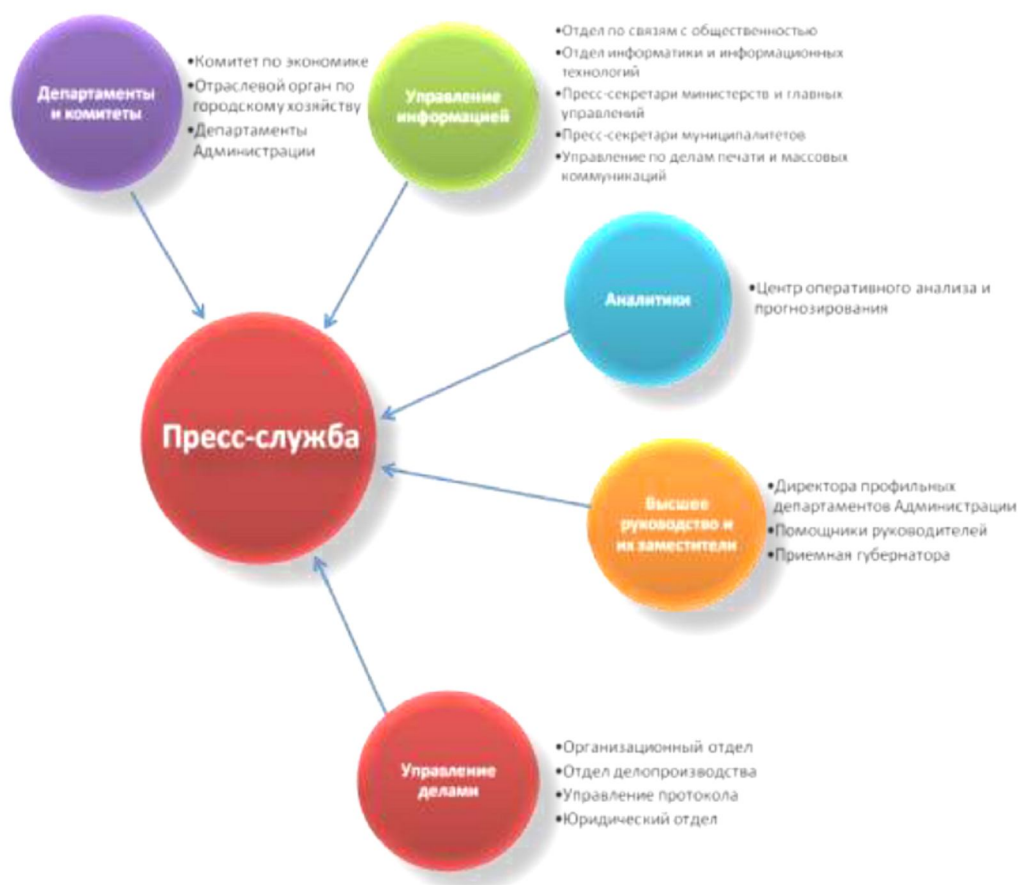 Департаменты
и комитеты
•Комитет по экономике
•Отраслевой орган по
городскому хозяйству
•Департаменты
Администрации
Управление
информацией
•Отдел по связям с общественностью
•Отдел информатики и информационных
технологий
•Пресс-секретари министерств и главных
управлений
•Пресс-секретари муниципалитетов
•Управление по делам печати и массовых
коммуникаций
Аналитики
•Центр оперативного анализа и
прогнозирования
Пресс-служба
Высшее
руководство и
их заместители
•Директора профильных
департаментов Администрации
•Помощники руководителей
•Приемная губернатора
Управление
делами
•Организационный отдел
•Отдел делопроизводства
•Управление протокола
•Юридический отдел